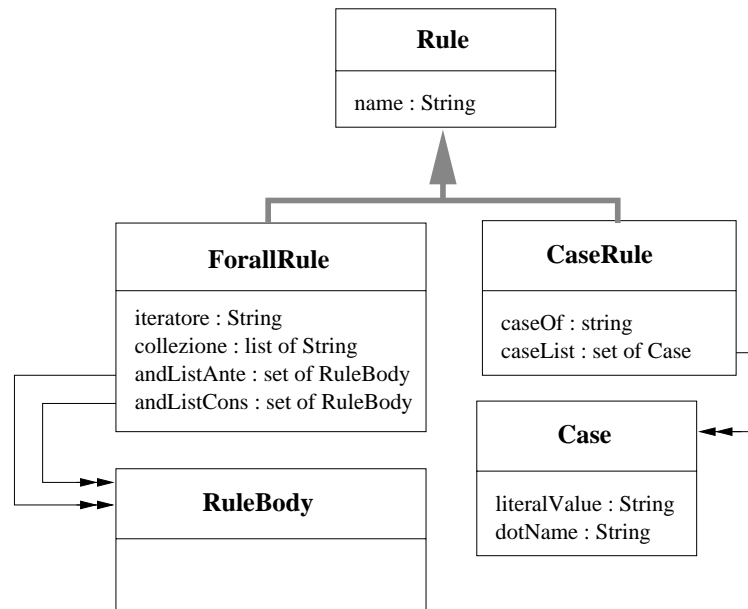 Rule
name : String
ForallRule
iteratore : String
collezione : list of String
andListAnte : set of RuleBody
andListCons : set of RuleBody
CaseRule
caseOf : string
caseList : set of Case
Case
literalValue : String
dotName : String
RuleBody